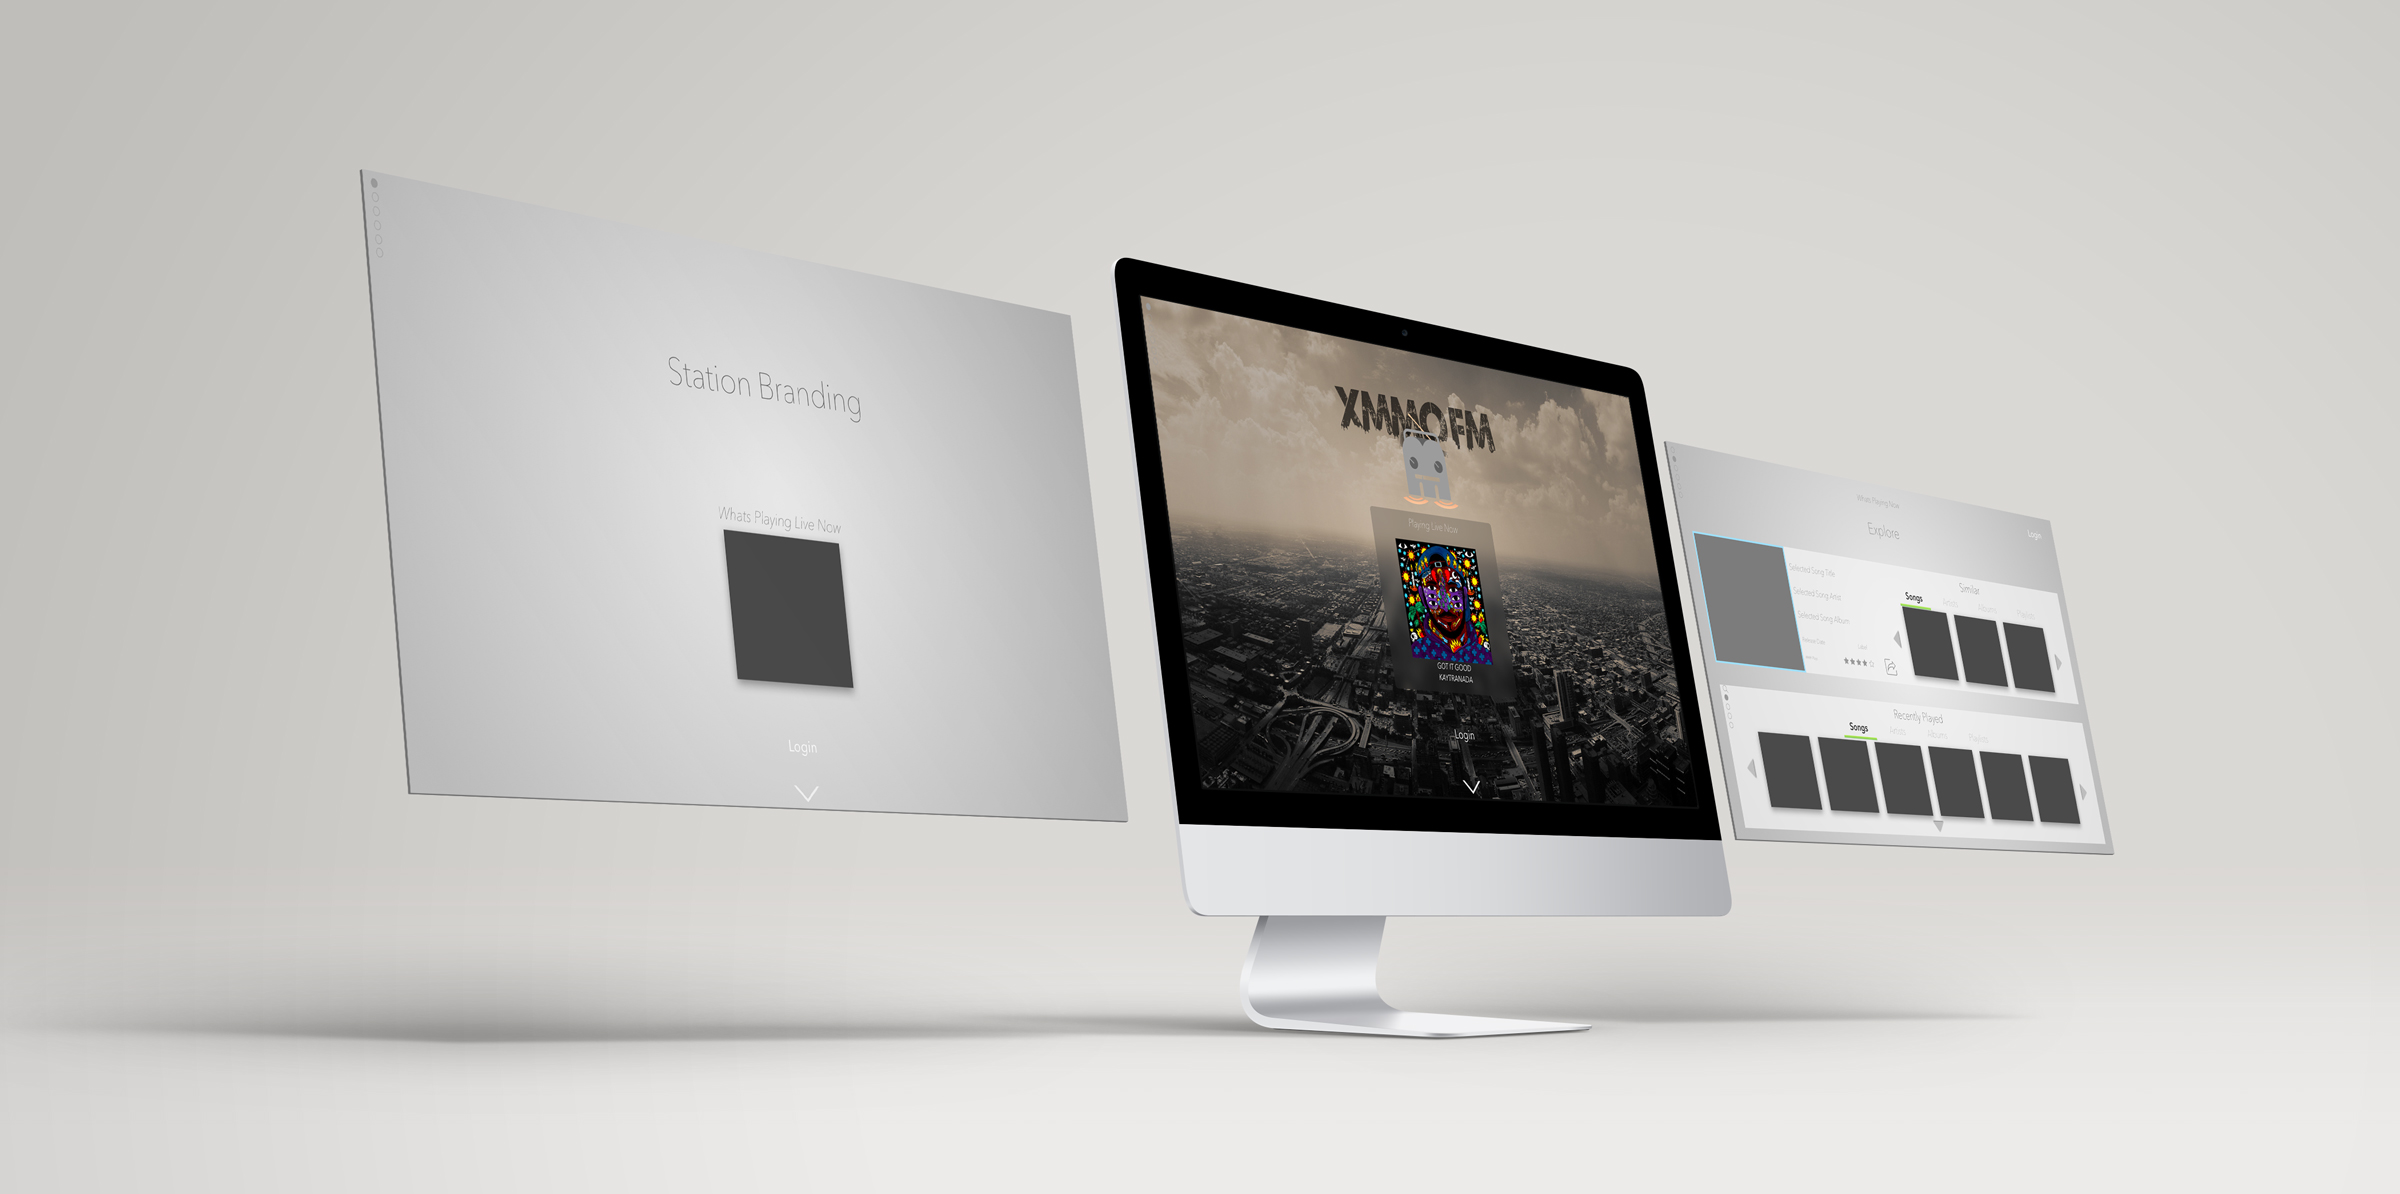 Station Branding
Whats Playing Live Now
Login
XMMO FM
Playing Live Now
GOT IT GOOD
KAYTRANADA
Login
Whats Playing Now
Explore
Login
Selected Song Title
Selected Song Artist
Selected Song Album
Similar
Songs Artists Albums Playlists
Recently Played
Songs Artists Albums Playlists